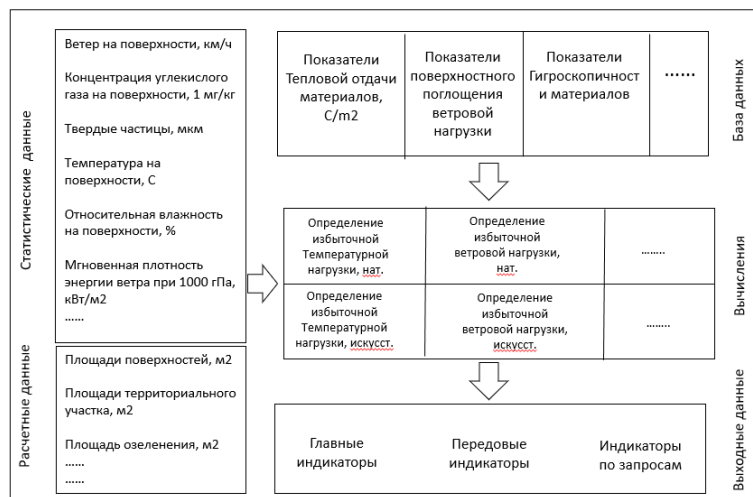 Статистические данные
Ветер на поверхности, км/ч
Концентрация углекислого
газа на поверхности, 1 мг/кг
Твердые частицы, мкм
Температура на
поверхности, С
Относительная влажность
на поверхности, %
Мгновенная плотность
энергии ветра при 1000 гПа,
кВт/м2
......
Расчетные данные
Площади поверхностей, м2
Площади территориального
участка, м2
Площадь озеленения, м2
......
......
Показатели
Тепловой отдачи
материалов,
С/m2
Показатели
поверхностного
поглощения
ветровой
нагрузки
Показатели
Гигроскопичност
и материалов
......
База данных
Определение
избыточной
Температурной
нагрузки, нат.
Определение
избыточной
ветровой нагрузки,
нат.
........
Определение
избыточной
Температурной
нагрузки, искусст.
Определение
избыточной
ветровой нагрузки,
искусст.
........
Вычисления
Главные
индикаторы
Передовые
индикаторы
Индикаторы
по запросам
Выходные данные